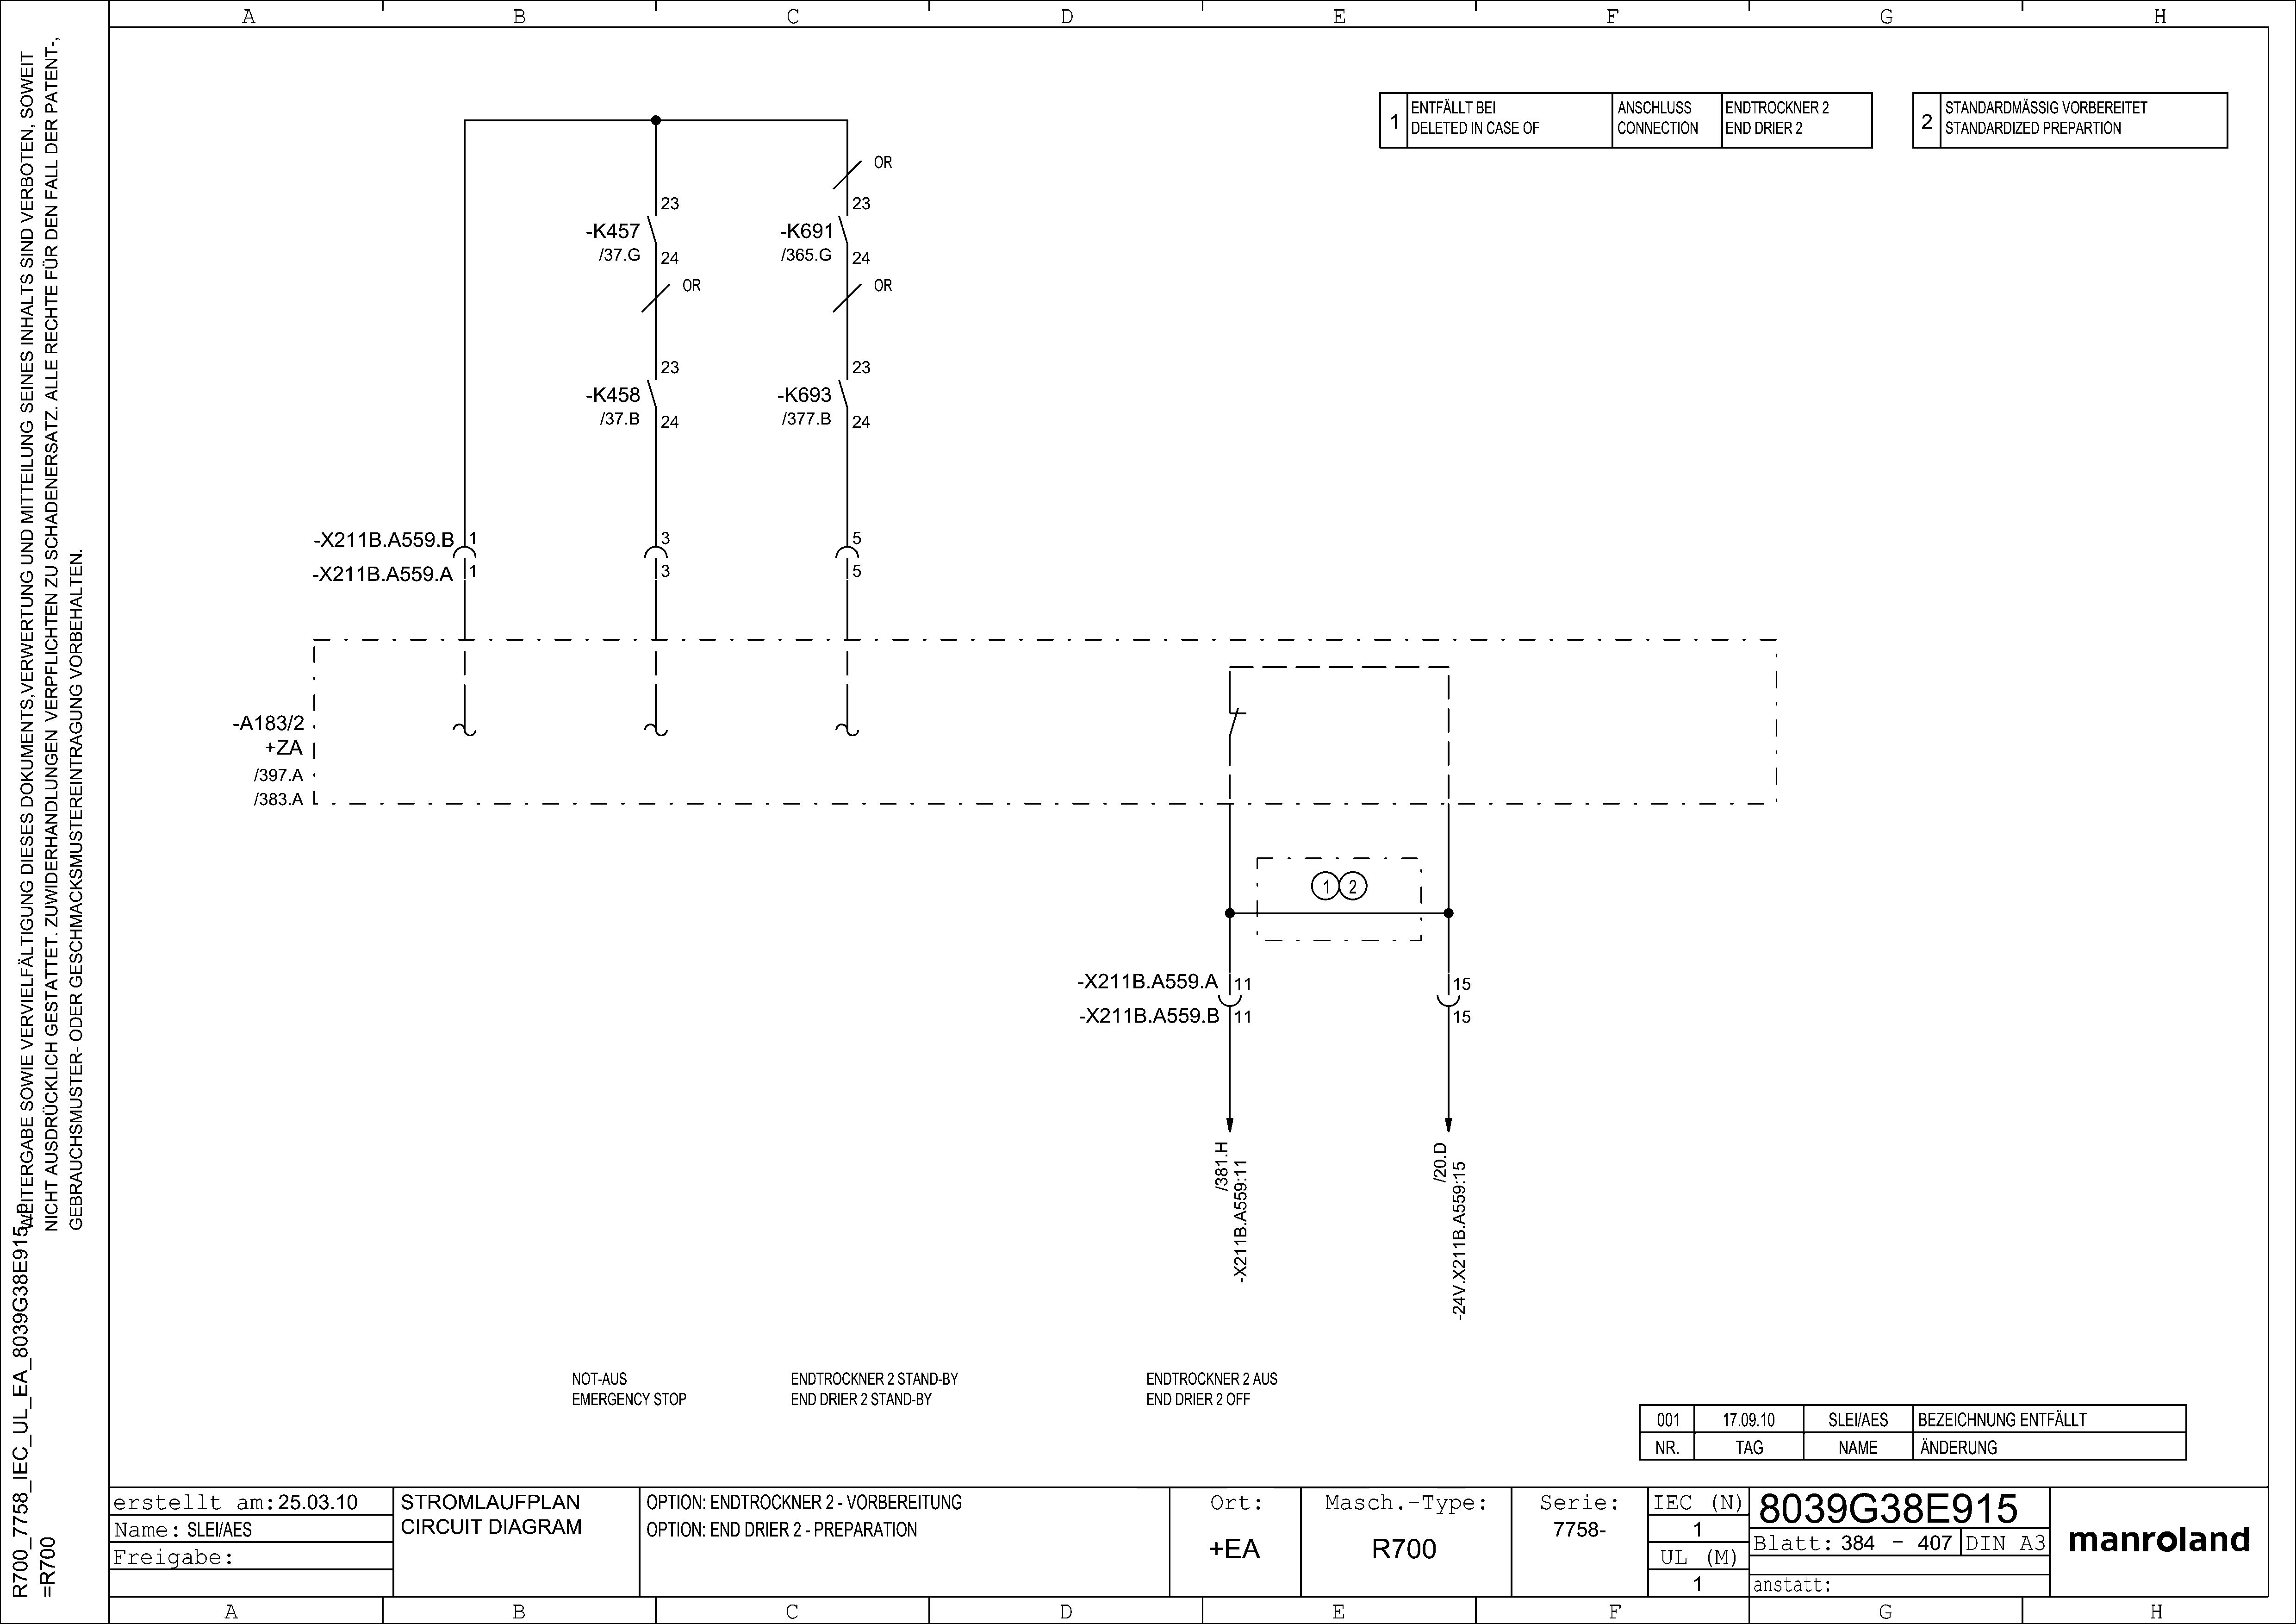 A B C D E F G H
1 ENTFÄLLT BEI ANSCHLUSS ENDTROCKNER 2
DELETED IN CASE OF CONNECTION END DRIER 2
2 STANDARDMÄSSIG VORBEREITET
STANDARDIZED PREPARTION
OR
23 23
-K457 -K691
/37.G 24 /365.G 24
OR OR
23 23
-K458 -K693
/37.B 24 /377.B 24
-X211B.A559.B 1 3 5
-X211B.A559.A 1 3 5
-A183/2
+ZA
/397.A
/383.A
1 2
-X211B.A559.A 11 15
-X211B.A559.B 11 15
/381.H
-X211B.A559:11
/20.D
-24V.X211B.A559:15
NOT-AUS ENDTROCKNER 2 STAND-BY ENDTROCKNER 2 AUS
EMERGENCY STOP END DRIER 2 STAND-BY END DRIER 2 OFF
001 17.09.10 SLEI/AES BEZEICHNUNG ENTFÄLLT
NR. TAG NAME ÄNDERUNG
erstellt am: 25.03.10
Name: SLEI/AES
Freigabe:
STROMLAUFPLAN
CIRCUIT DIAGRAM
OPTION: ENDTROCKNER 2 - VORBEREITUNG
OPTION: END DRIER 2 - PREPARATION
Ort:
+EA
Masch.-Type:
R700
Serie:
7758-
IEC (N)
1
UL (M)
1
8039G38E915
Blatt: 384 - 407 DIN A3
anstatt:
manroland
A B C D E F G H
WEITERGABE SOWIE VERVIELFÄLTIGUNG DIESES DOKUMENTS,VERWERTUNG UND MITTEILUNG SEINES INHALTS SIND VERBOTEN, SOWEIT
NICHT AUSDRÜCKLICH GESTATTET. ZUWIDERHANDLUNGEN VERPFLICHTEN ZU SCHADENERSATZ. ALLE RECHTE FÜR DEN FALL DER PATENT-,
GEBRAUCHSMUSTER- ODER GESCHMACKSMUSTEREINTRAGUNG VORBEHALTEN.
=R700